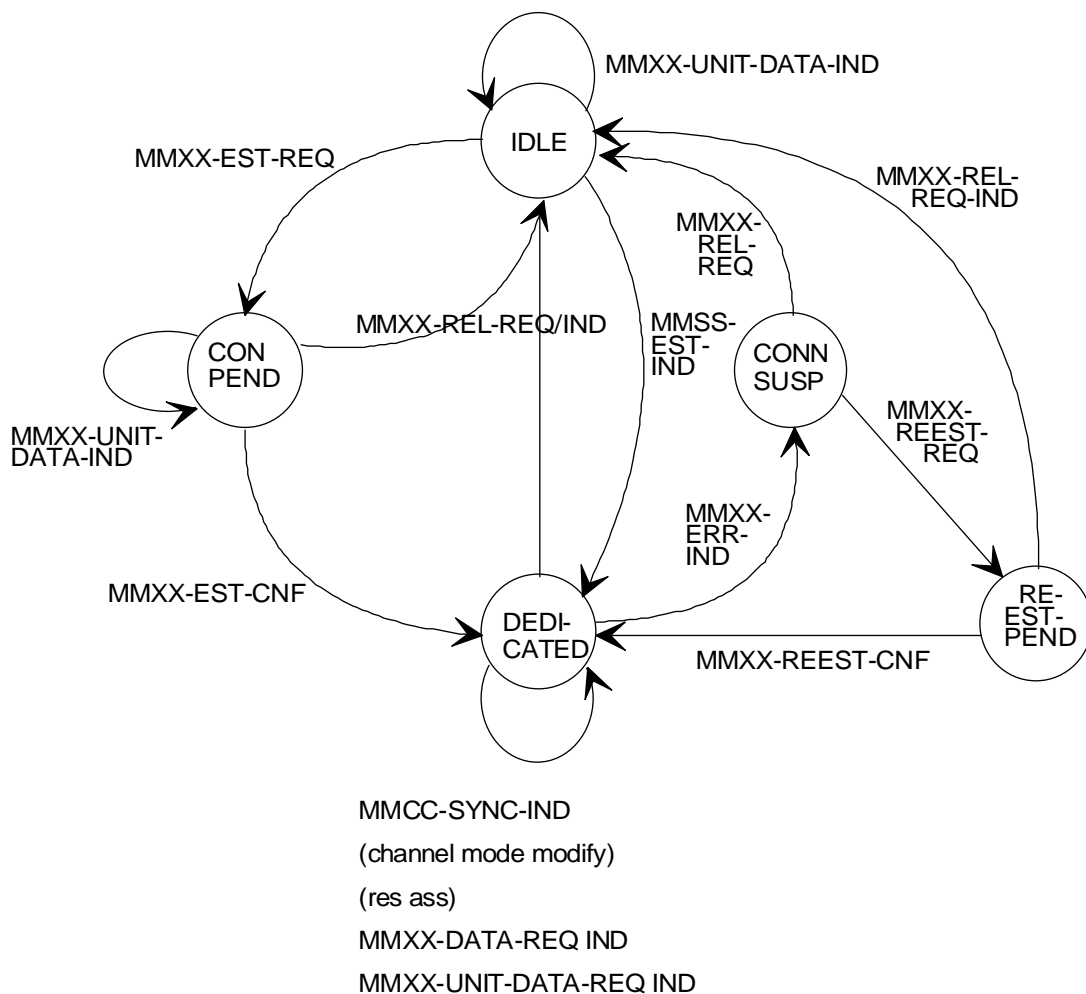 MMXX-UNIT-DATA-IND
IDLE
MMXX-EST-REQ
MMXX-REL-
REQ-IND
MMXX-
REL-
REQ
MMXX-REL-REQ/IND
MMSS-
EST-
IND
CON
PEND
CONN
SUSP
MMXX-UNIT-
DATA-IND
MMXX-
REEST-
REQ
MMXX-
ERR-
IND
MMXX-EST-CNF
DEDI-
CATED
RE-
EST-
PEND
MMXX-REEST-CNF
MMCC-SYNC-IND
(channel mode modify)
(res ass)
MMXX-DATA-REQ IND
MMXX-UNIT-DATA-REQ IND